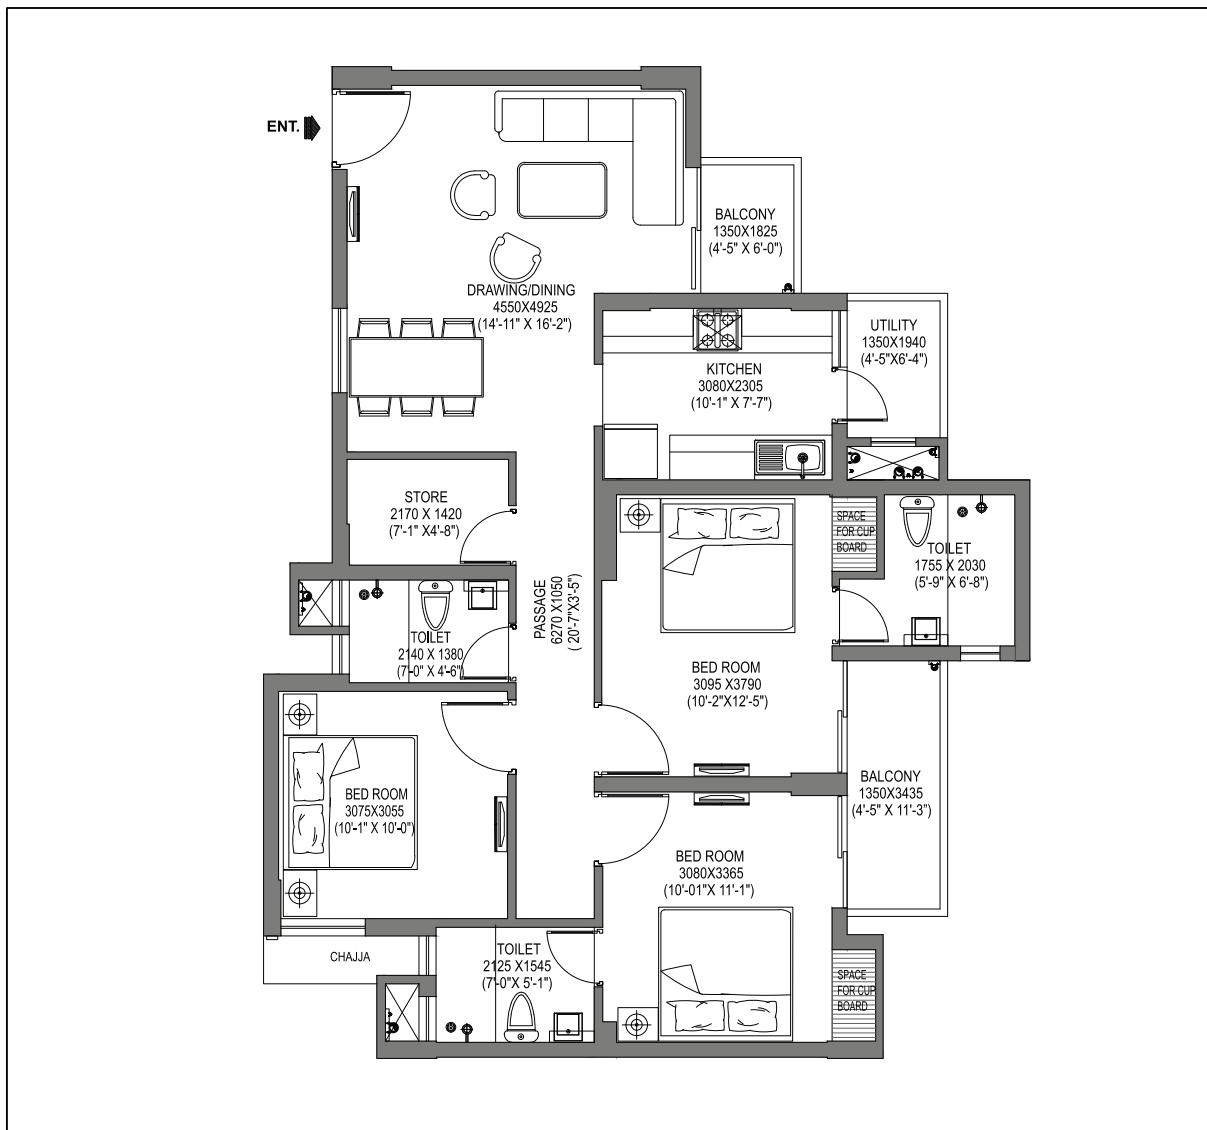 ENT.
BALCONY
1350X1825
(4'-5" X 6'-0")
DRAWING/DINING
4550X4925
(14'-11" X 16'-2")
UTILITY
1350X1940
(4'-5"X6'-4")
KITCHEN
3080X2305
(10'-1" X 7'-7")
STORE
2170 X 1420
(7'-1" X4'-8")
SPACE
FOR CUP
BOARD
TOILET
1755 X 2030
(5'-9" X 6'-8")
PASSAGE
6270 X1050
( 20'-7"X3'-5")
TOILET
2140 X 1380
(7'-0" X 4'-6")
BED ROOM
3095 X3790
(10'-2"X12'-5")
BED ROOM
3075X3055
(10'-1" X 10'-0")
BALCONY
1350X3435
(4'-5" X 11'-3")
BED ROOM
3080X3365
(10'-01"X 11'-1")
CHAJJA
TOILET
2125 X1545
(7'-0"X 5'-1")
SPACE
FOR CUP
BOARD